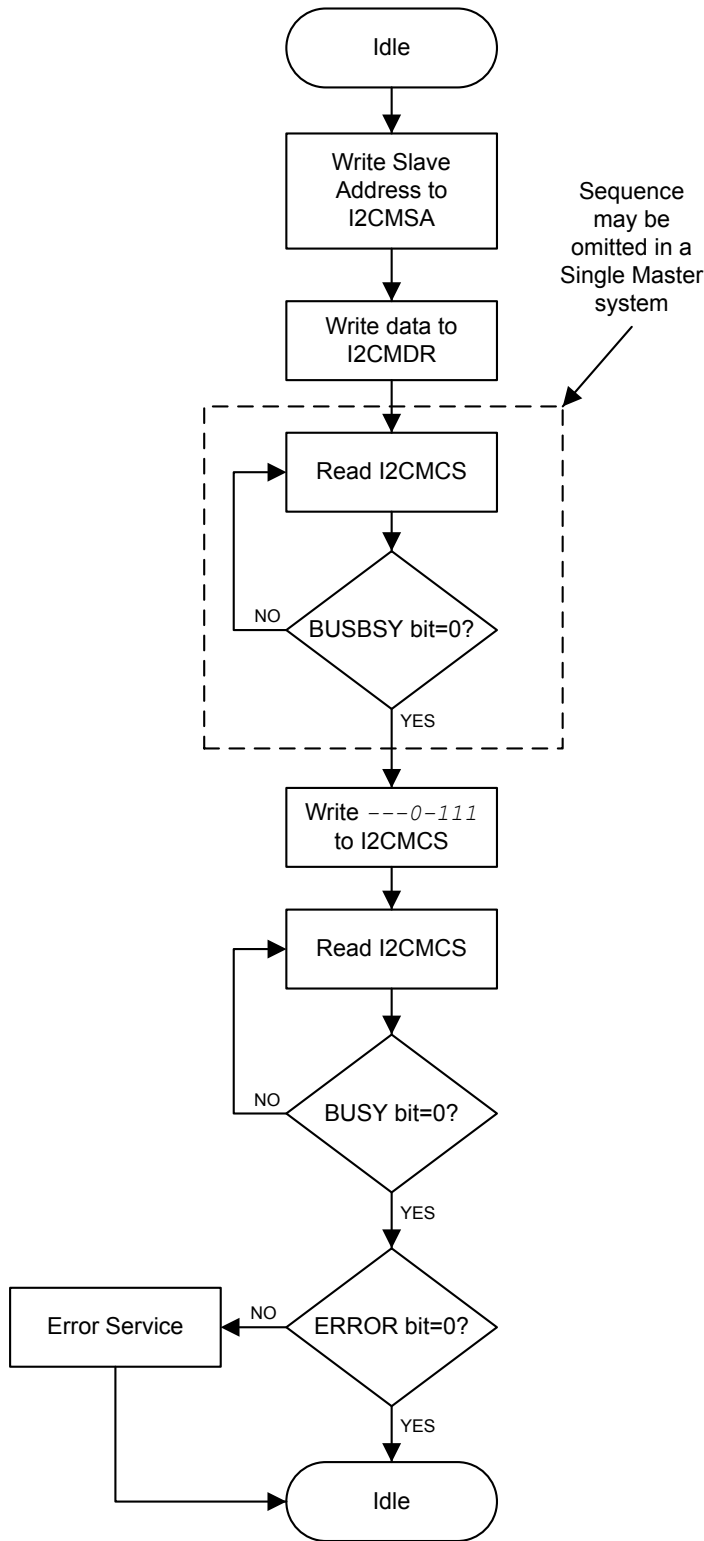 Idle
Write Slave
Address to
I2CMSA
Sequence
may be
omitted in a
Single Master
system
Write data to
I2CMDR
Read I2CMCS
NO
BUSBSY bit=0?
YES
Write ---0-111
to I2CMCS
Read I2CMCS
NO
BUSY bit=0?
YES
Error Service
NO
ERROR bit=0?
YES
Idle